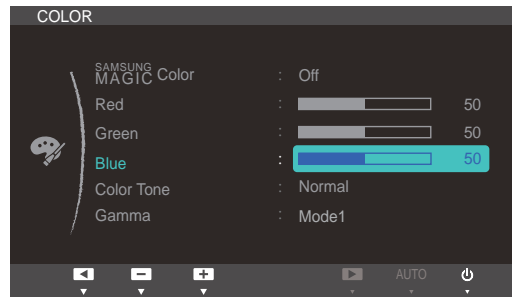 COLOR
SAMSUNG MAGIC Color : Off
Red : 50
Green : 50
Blue : 50
Color Tone : Normal
Gamma : Mode1
AUTO